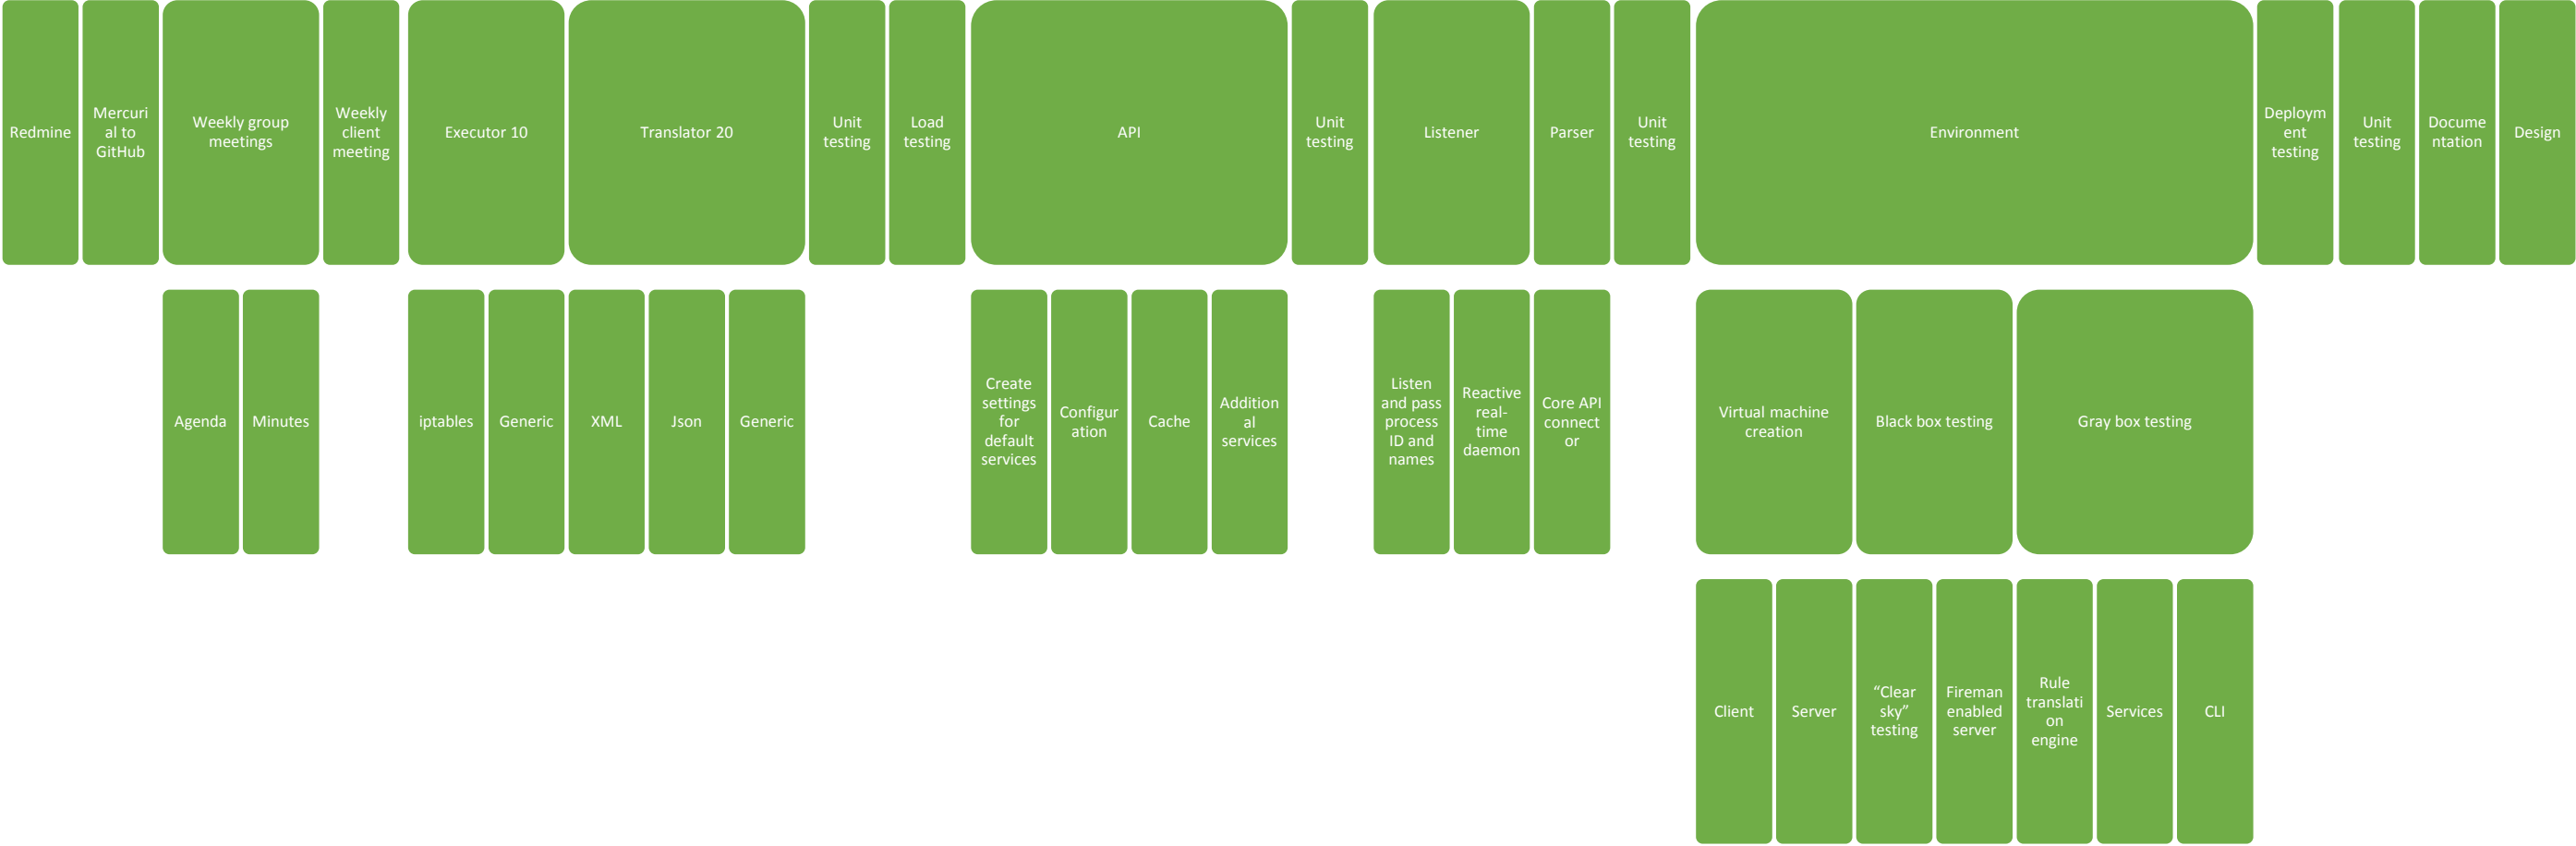 Redmine
Mercuri
al to
GitHub
Weekly group
meetings
Weekly
client
meeting
Executor 10
Translator 20
Unit
testing
Load
testing
API
Unit
testing
Listener
Parser
Unit
testing
Environment
Deploym
ent
testing
Unit
testing
Docume
ntation
Design
Agenda
Minutes
iptables
Generic
XML
Json
Generic
Create
settings
for
default
services
Configur
ation
Cache
Addition
al
services
Listen
and pass
process
ID and
names
Reactive
real-
time
daemon
Core API
connect
or
Virtual machine
creation
Black box testing
Gray box testing
Client
Server
“Clear
sky”
testing
Fireman
enabled
server
Rule
translati
on
engine
Services
CLI